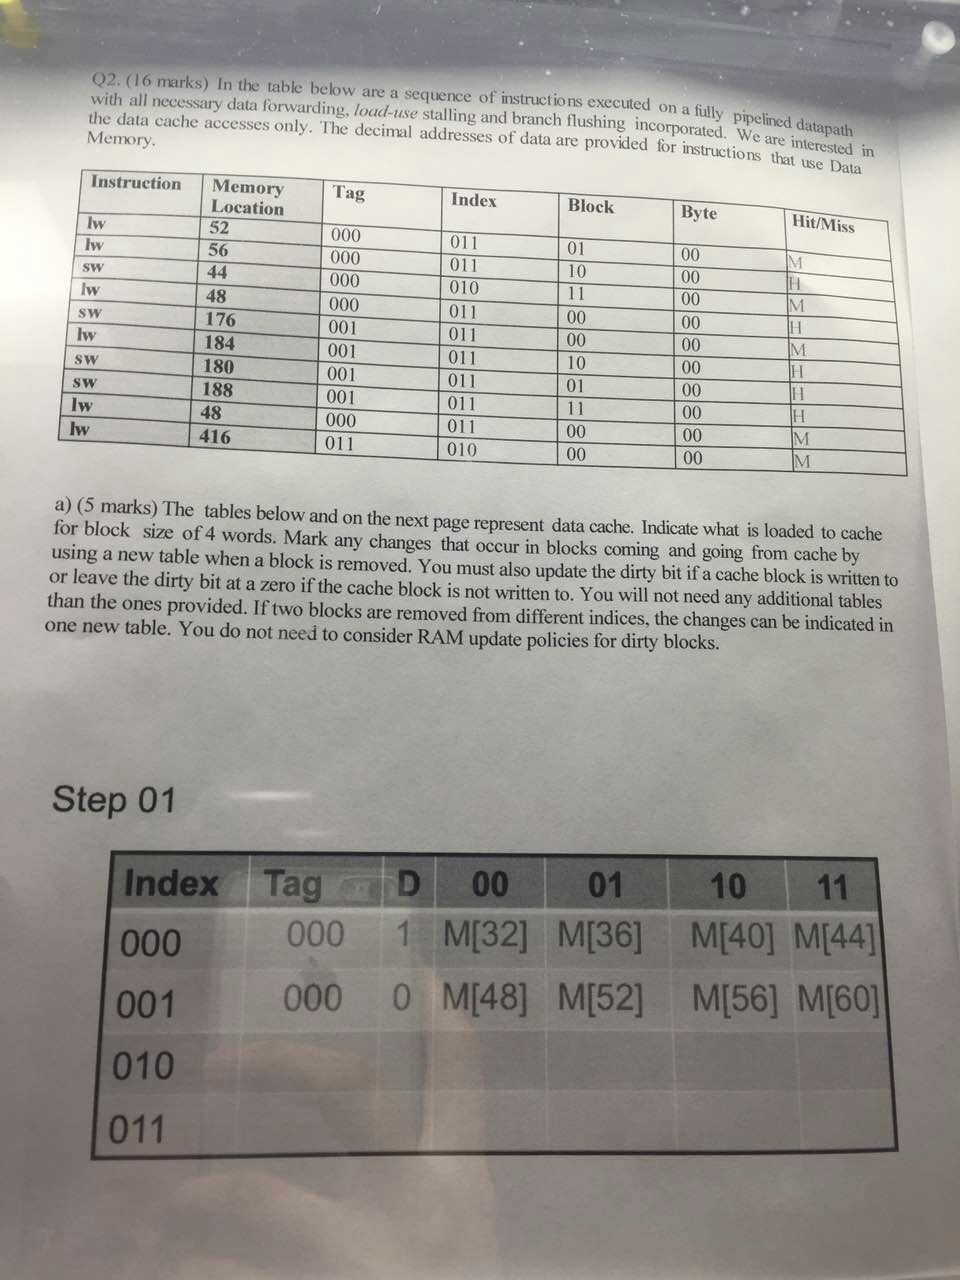 Q2. (16 marks) In the table below are a sequence of instructions executed on a fully pipelined datapath
with all necessary data forwarding, load-use stalling and branch flushing incorporated. We are interested in
the data cache accesses only. The decimal addresses of data are provided for instructions that use Data
Memory.
Instruction Memory Location Tag Index Block Byte Hit/Miss
lw 52 000 011 01 00 M
lw 56 000 011 10 00 H
sw 44 000 010 11 00 M
lw 48 000 011 00 00 H
sw 176 001 011 00 00 M
lw 184 001 011 10 00 H
sw 180 001 011 01 00 H
sw 188 001 011 11 00 H
lw 48 000 011 00 00 M
lw 416 011 010 00 00 M
a) (5 marks) The tables below and on the next page represent data cache. Indicate what is loaded to cache
for block size of 4 words. Mark any changes that occur in blocks coming and going from cache by
using a new table when a block is removed. You must also update the dirty bit if a cache block is written to
or leave the dirty bit at a zero if the cache block is not written to. You will not need any additional tables
than the ones provided. If two blocks are removed from different indices, the changes can be indicated in
one new table. You do not need to consider RAM update policies for dirty blocks.
Step 01
Index Tag D 00 01 10 11
000 000 1 M[32] M[36] M[40] M[44]
001 000 0 M[48] M[52] M[56] M[60]
010
011